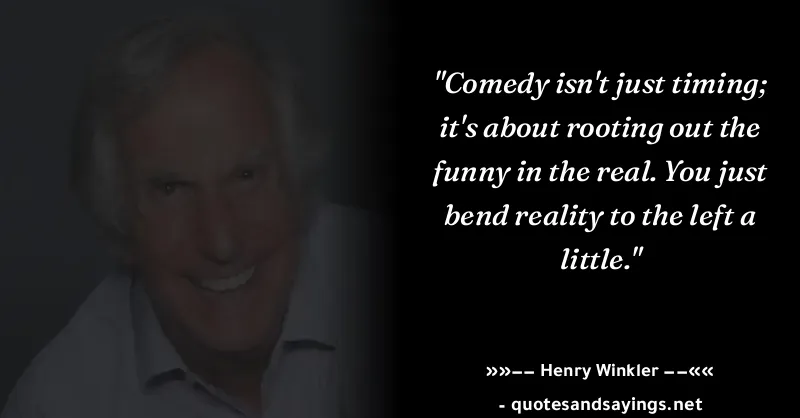 "Comedy isn't just timing;
it's about rooting out the
funny in the real. You just
bend reality to the left a
little."
»»–– Henry Winkler ––««
- quotesandsayings.net